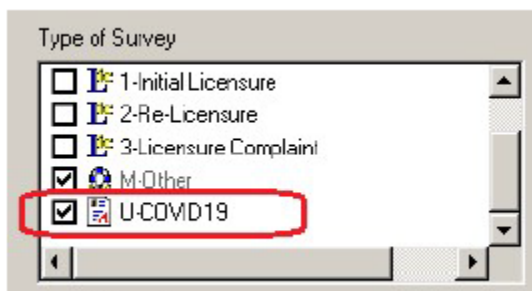 Type of Survey
1-Initial Licensure
2-Re-Licensure
3-Licensure Complaint
M-Other
U-COVID19